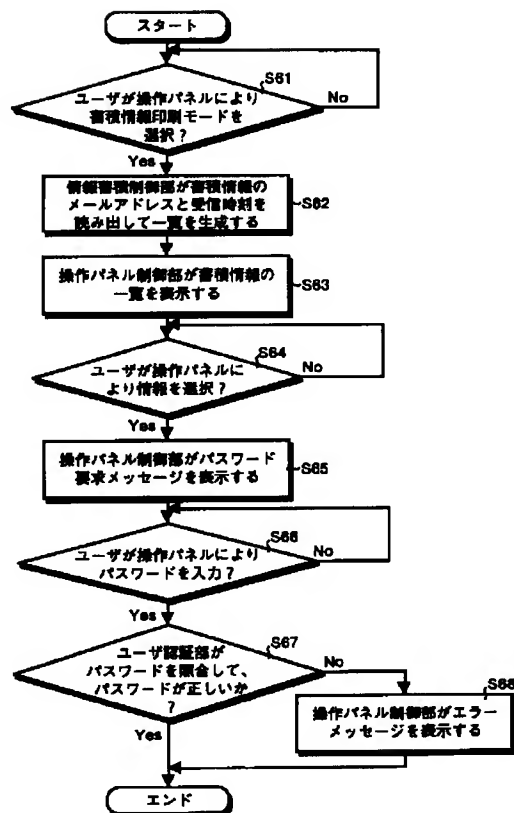 スタート
S61
ユーザが操作パネルにより
蓄積情報印刷モードを
選択？
No
Yes
情報蓄積制御部が蓄積情報の
メールアドレスと受信時刻を
読み出して一覧を生成する
S62
操作パネル制御部が蓄積情報の
一覧を表示する
S63
S64
ユーザが操作パネルに
より情報を選択？
No
Yes
操作パネル制御部がパスワード
要求メッセージを表示する
S65
S66
ユーザが操作パネルにより
パスワードを入力？
No
Yes
S67
ユーザ認証部が
パスワードを照合して、
パスワードが正しいか
？
No
Yes
S68
操作パネル制御部がエラー
メッセージを表示する
エンド